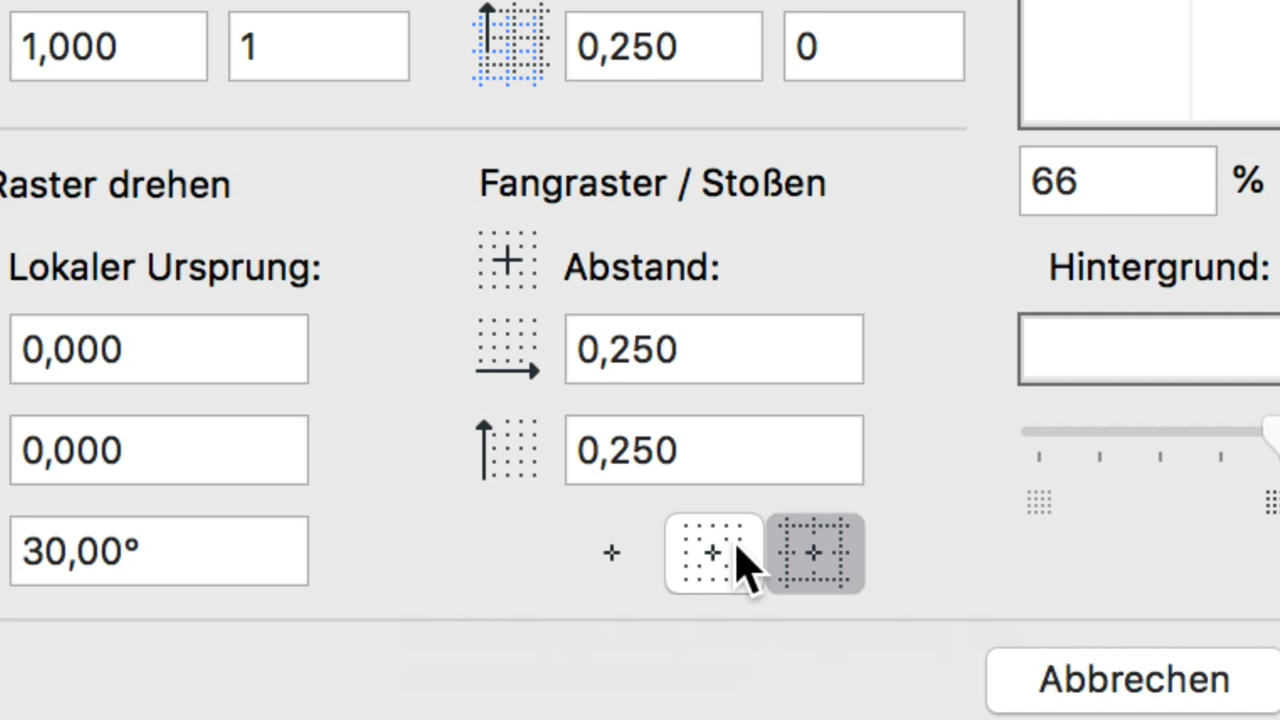 1,000 1 0,250 0
Raster drehen Fangraster / Stoßen 66 %
Lokaler Ursprung: Abstand: Hintergrund:
0,000 0,250
0,000 0,250
30,00°
Abbrechen